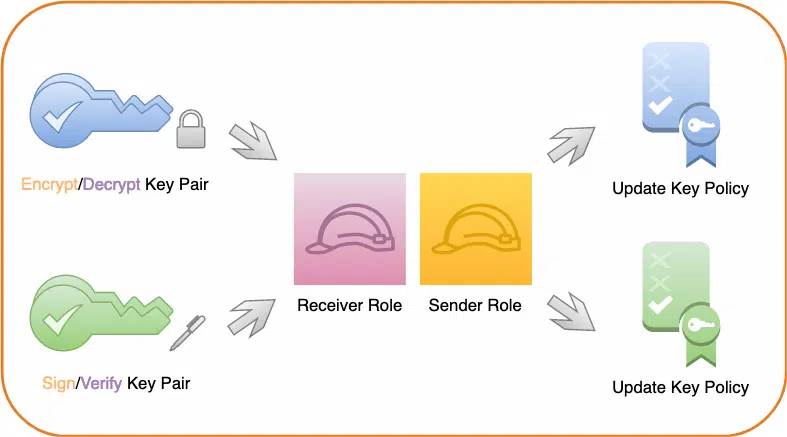 Encrypt/Decrypt Key Pair
Update Key Policy
Receiver Role
Sender Role
Sign/Verify Key Pair
Update Key Policy